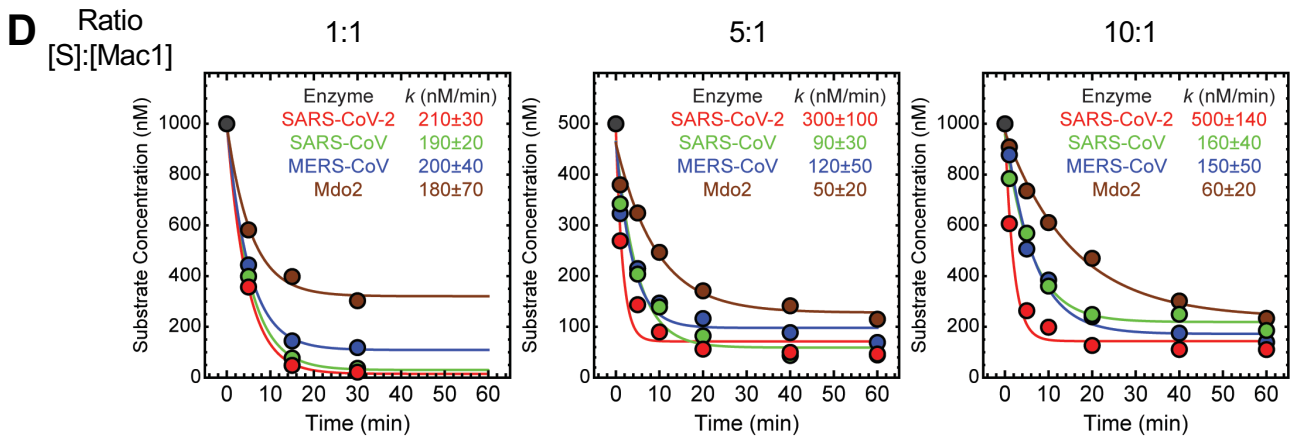 D Ratio [S]:[Mac1] 1:1 5:1 10:1
Substrate Concentration (nM)
1000
800
600
400
200
0
Enzyme k (nM/min)
SARS-CoV-2 210±30
SARS-CoV 190±20
MERS-CoV 200±40
Mdo2 180±70
0 10 20 30 40 50 60
Time (min)
Substrate Concentration (nM)
500
400
300
200
100
0
Enzyme k (nM/min)
SARS-CoV-2 300±100
SARS-CoV 90±30
MERS-CoV 120±50
Mdo2 50±20
0 10 20 30 40 50 60
Time (min)
Substrate Concentration (nM)
1000
800
600
400
200
0
Enzyme k (nM/min)
SARS-CoV-2 500±140
SARS-CoV 160±40
MERS-CoV 150±50
Mdo2 60±20
0 10 20 30 40 50 60
Time (min)